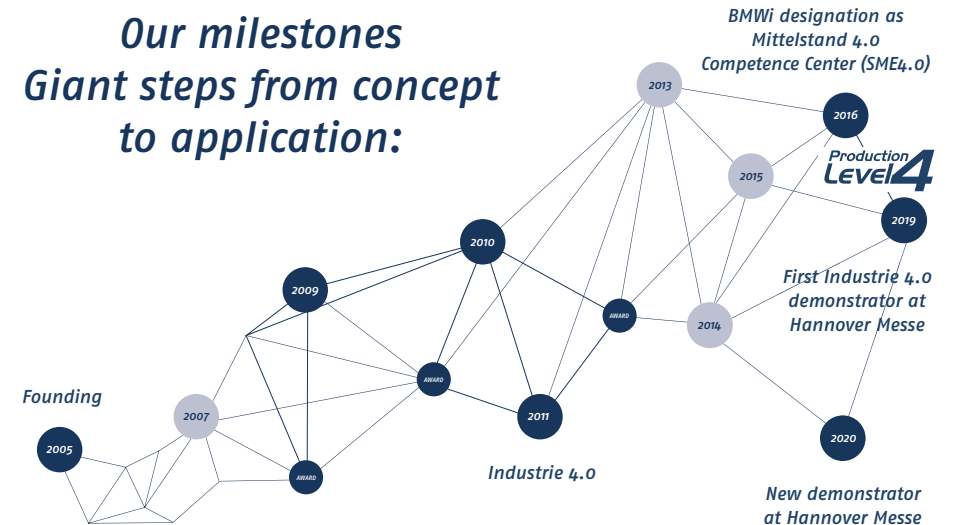 Our milestones
Giant steps from concept
to application:
BMWi designation as
Mittelstand 4.0
Competence Center (SME4.0)
2013
2016
Production
Level4
2015
2019
2010
First Industrie 4.0
demonstrator at
Hannover Messe
2009
AWARD
2014
AWARD
Founding
2007
2011
2005
2020
Industrie 4.0
AWARD
New demonstrator
at Hannover Messe